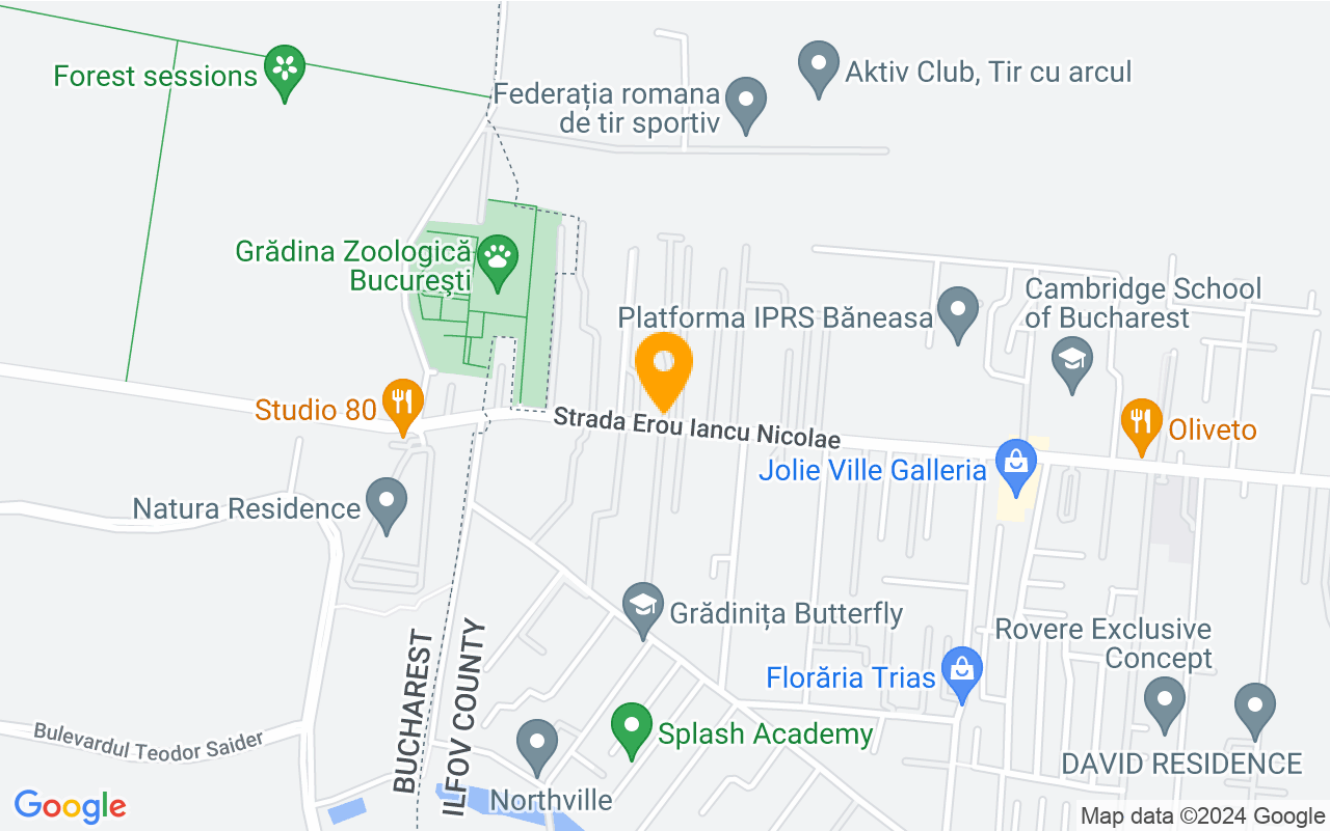 Forest sessions
Aktiv Club, Tir cu arcul
Federația romana
de tir sportiv
Grădina Zoologică
București
Cambridge School
of Bucharest
Platforma IPRS Băneasa
Studio 80
Strada Erou Iancu Nicolae
Oliveto
Jolie Ville Galleria
Natura Residence
Grădinița Butterfly
Rovere Exclusive
Concept
BUCHAREST
ILFOV COUNTY
Florăria Trias
Bulevardul Teodor Saider
Splash Academy
DAVID RESIDENCE
Northville
Google
Map data ©2024 Google